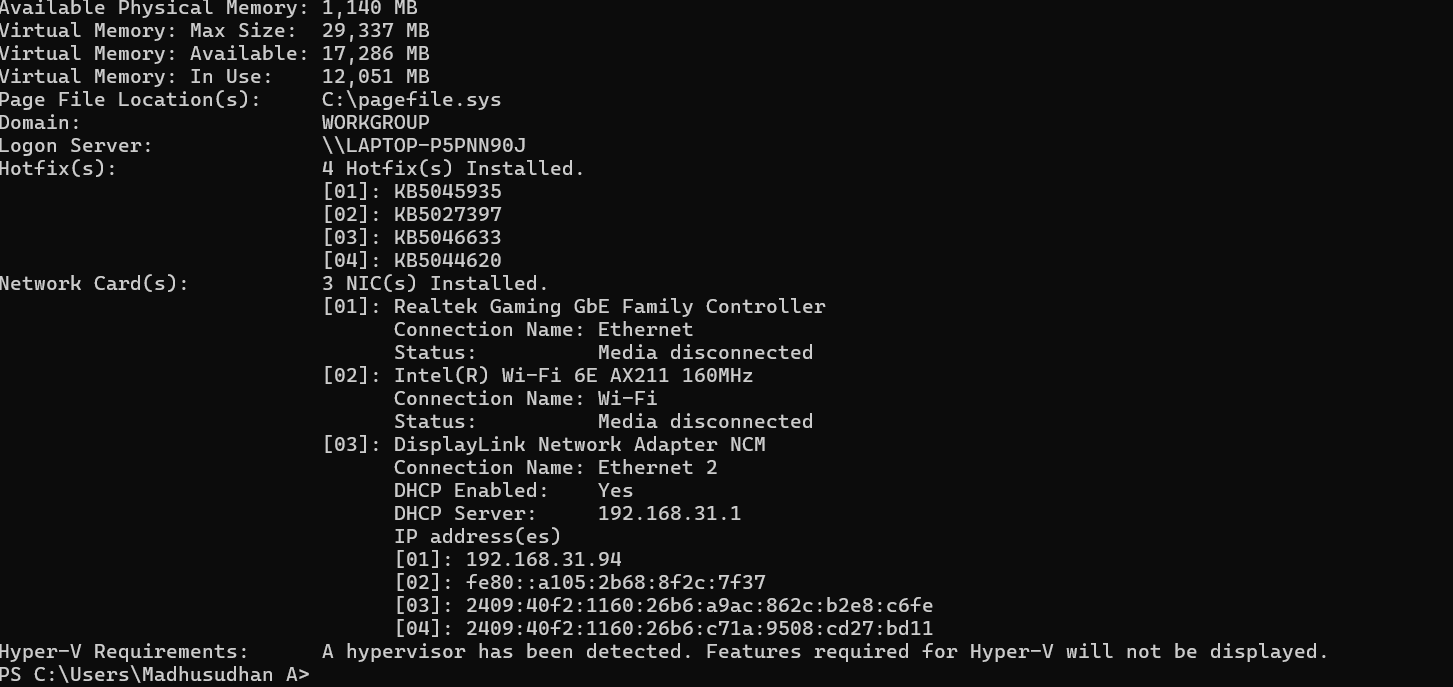 Available Physical Memory: 1,140 MB
Virtual Memory: Max Size:  29,337 MB
Virtual Memory: Available: 17,286 MB
Virtual Memory: In Use:    12,051 MB
Page File Location(s):     C:\pagefile.sys
Domain:                    WORKGROUP
Logon Server:              \\LAPTOP-P5PNN90J
Hotfix(s):                 4 Hotfix(s) Installed.
                           [01]: KB5045935
                           [02]: KB5027397
                           [03]: KB5046633
                           [04]: KB5044620
Network Card(s):           3 NIC(s) Installed.
                           [01]: Realtek Gaming GbE Family Controller
                                 Connection Name: Ethernet
                                 Status:          Media disconnected
                           [02]: Intel(R) Wi-Fi 6E AX211 160MHz
                                 Connection Name: Wi-Fi
                                 Status:          Media disconnected
                           [03]: DisplayLink Network Adapter NCM
                                 Connection Name: Ethernet 2
                                 DHCP Enabled:    Yes
                                 DHCP Server:     192.168.31.1
                                 IP address(es)
                                 [01]: 192.168.31.94
                                 [02]: fe80::a105:2b68:8f2c:7f37
                                 [03]: 2409:40f2:1160:26b6:a9ac:862c:b2e8:c6fe
                                 [04]: 2409:40f2:1160:26b6:c71a:9508:cd27:bd11
Hyper-V Requirements:      A hypervisor has been detected. Features required for Hyper-V will not be displayed.
PS C:\Users\Madhusudhan A>